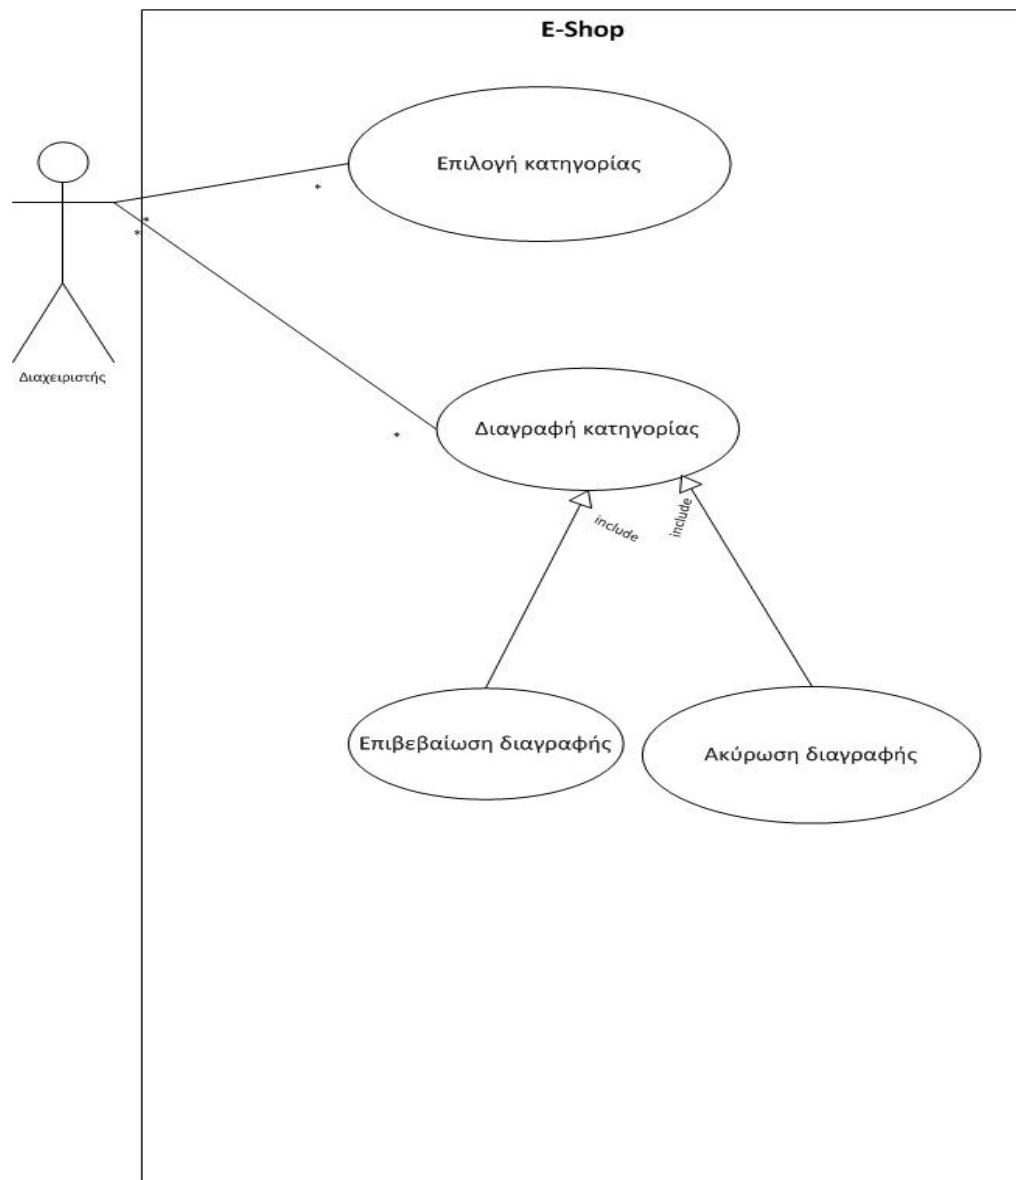 E-Shop
Επιλογή κατηγορίας
*
*
*
Διαχειριστής
Διαγραφή κατηγορίας
*
include
include
Επιβεβαίωση διαγραφής
Ακύρωση διαγραφής